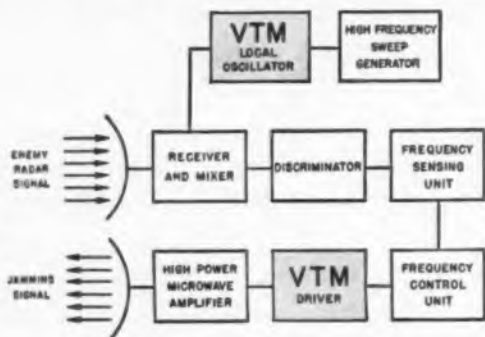 VTM
LOCAL
OSCILLATOR
HIGH FREQUENCY
SWEEP
GENERATOR
ENEMY
RADAR
SIGNAL
RECEIVER
AND MIXER
DISCRIMINATOR
FREQUENCY
SENSING
UNIT
JAMMING
SIGNAL
HIGH POWER
MICROWAVE
AMPLIFIER
VTM
DRIVER
FREQUENCY
CONTROL
UNIT